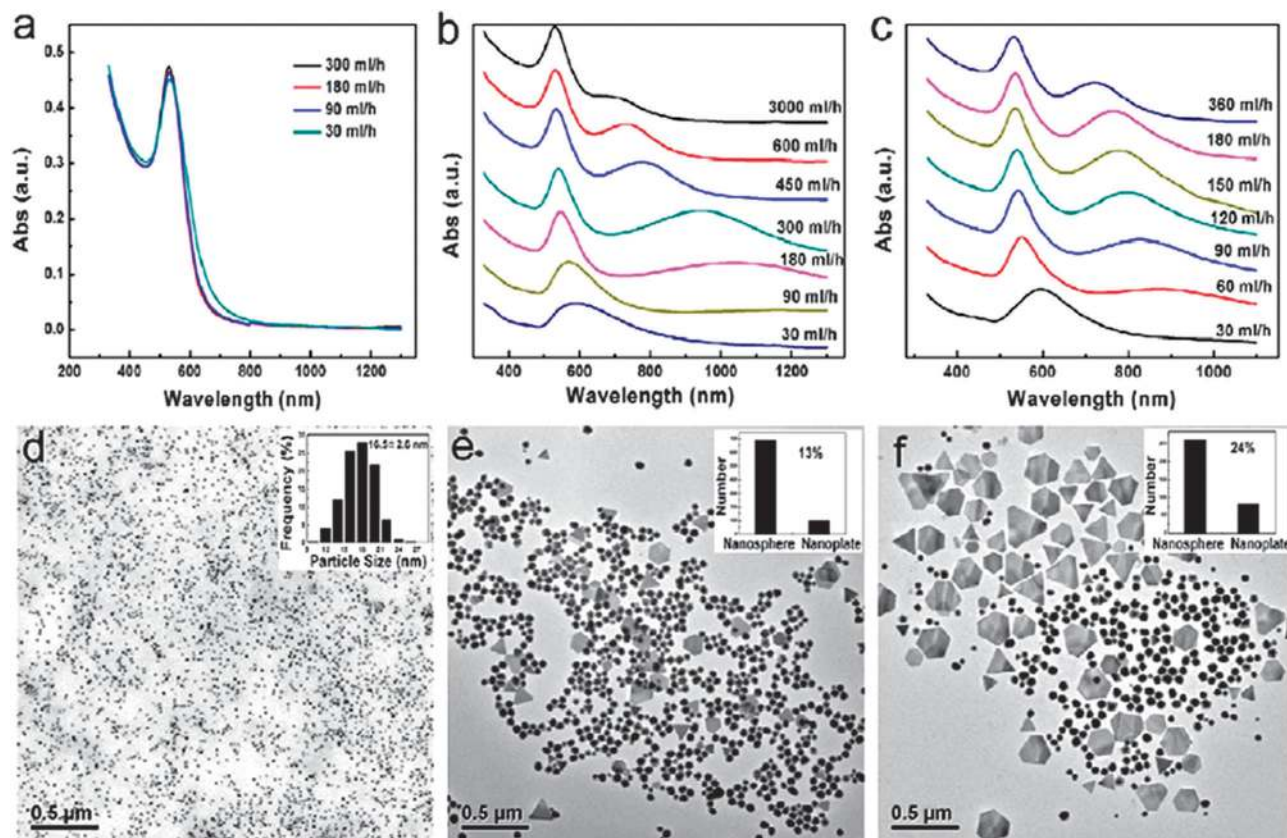 a
Abs (a.u.)
0.5
0.4
0.3
0.2
0.1
0.0
300 ml/h
180 ml/h
90 ml/h
30 ml/h
200 400 600 800 1000 1200
Wavelength (nm)
b
Abs (a.u.)
3000 ml/h
600 ml/h
450 ml/h
300 ml/h
180 ml/h
90 ml/h
30 ml/h
400 600 800 1000 1200
Wavelength (nm)
c
Abs (a.u.)
360 ml/h
180 ml/h
150 ml/h
120 ml/h
90 ml/h
60 ml/h
30 ml/h
400 600 800 1000
Wavelength (nm)
d
Frequency (%)
Particle Size (nm)
0.5 µm
e
Number
13%
Nanosphere Nanoplate
0.5 µm
f
Number
24%
Nanosphere Nanoplate
0.5 µm